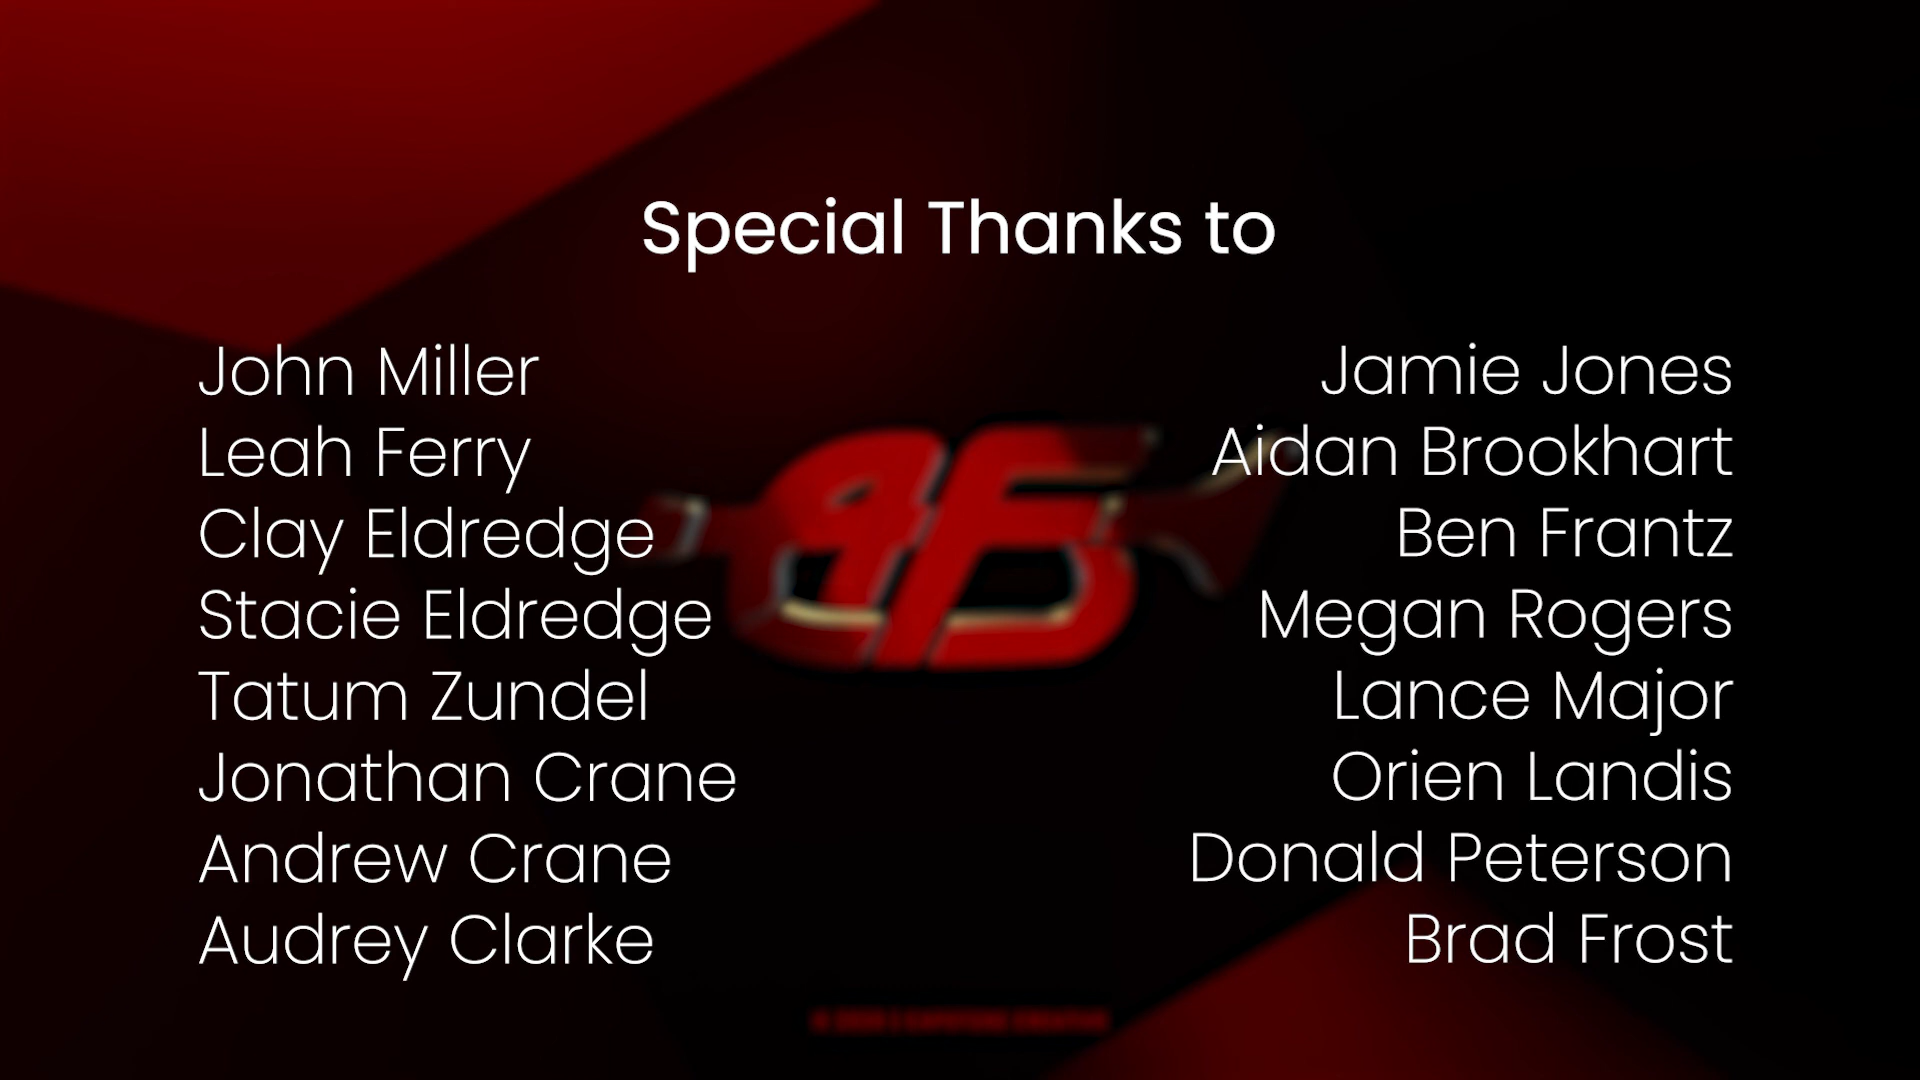 Special Thanks to
John Miller
Leah Ferry
Clay Eldredge
Stacie Eldredge
Tatum Zundel
Jonathan Crane
Andrew Crane
Audrey Clarke
Jamie Jones
Aidan Brookhart
Ben Frantz
Megan Rogers
Lance Major
Orien Landis
Donald Peterson
Brad Frost